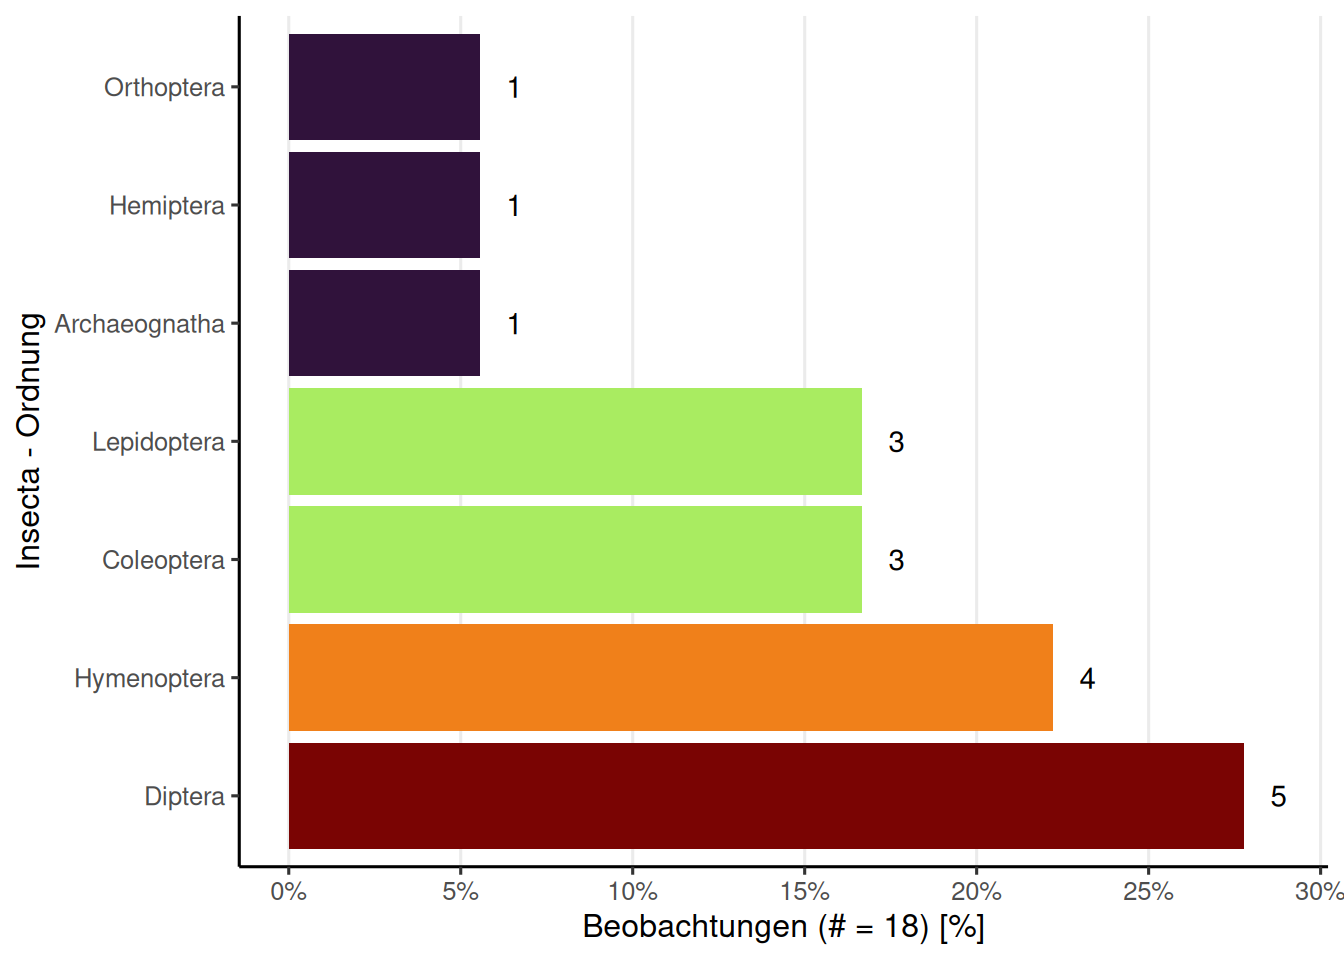 Orthoptera 1
Hemiptera 1
Archaeognatha 1
Lepidoptera 3
Coleoptera 3
Hymenoptera 4
Diptera 5
Insecta - Ordnung
0% 5% 10% 15% 20% 25% 30%
Beobachtungen (# = 18) [%]